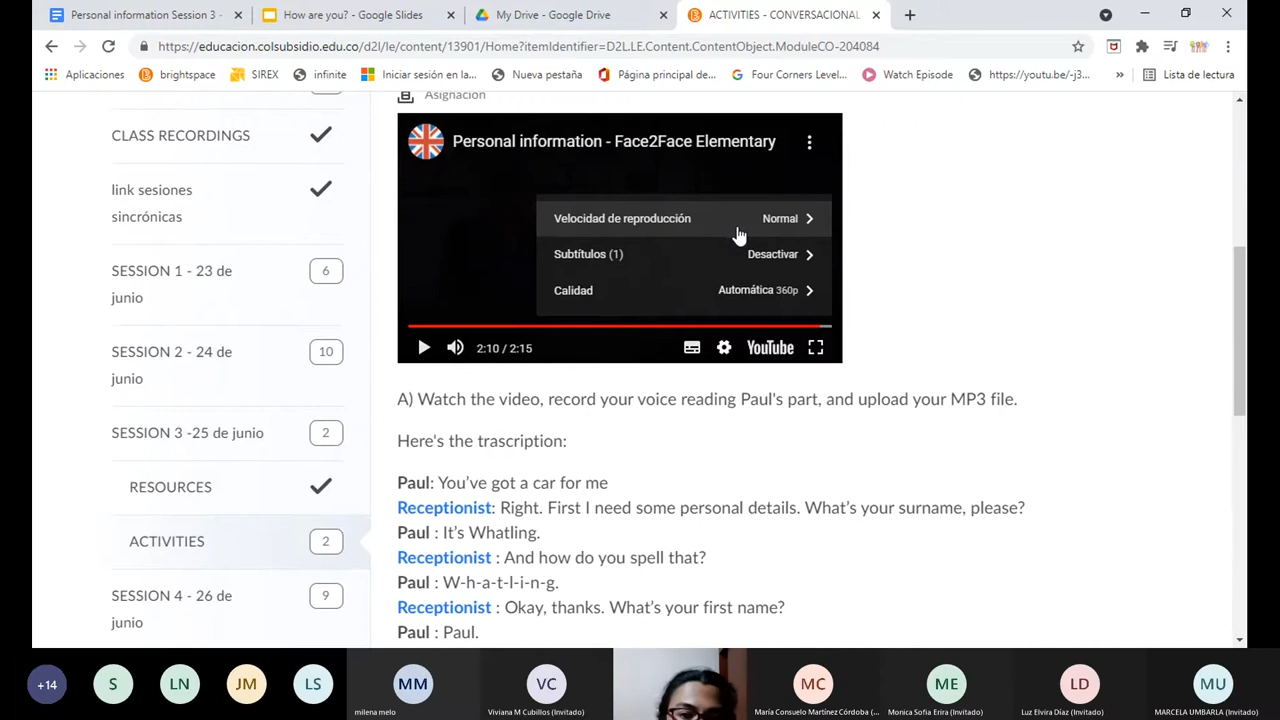 Personal information Session 3 -
How are you? - Google Slides
My Drive - Google Drive
ACTIVITIES - CONVERSACIONAL
https://educacion.colsubsidio.edu.co/d2l/le/content/13901/Home?itemIdentifier=D2L.LE.Content.ContentObject.ModuleCO-204084
Aplicaciones
brightspace
SIREX
infinite
Iniciar sesión en la...
Nueva pestaña
Página principal de...
Four Corners Level...
Watch Episode
https://youtu.be/-j3...
»
Lista de lectura
CLASS RECORDINGS
link sesiones
sincrónicas
SESSION 1 - 23 de
junio
6
SESSION 2 - 24 de
junio
10
SESSION 3 -25 de junio
2
RESOURCES
ACTIVITIES
2
SESSION 4 - 26 de
junio
9
Asignación
Personal information - Face2Face Elementary
Velocidad de reproducción Normal
Subtítulos (1) Desactivar
Calidad Automática 360p
2:10 / 2:15
YouTube
A) Watch the video, record your voice reading Paul's part, and upload your MP3 file.
Here's the trascription:
Paul: You've got a car for me
Receptionist: Right. First I need some personal details. What's your surname, please?
Paul : It's Whatling.
Receptionist : And how do you spell that?
Paul : W-h-a-t-l-i-n-g.
Receptionist : Okay, thanks. What's your first name?
Paul : Paul.
+14
S
LN
JM
LS
MM
milena melo
VC
Viviana M Cubillos (Invitado)
MC
María Consuelo Martínez Córdoba (...
ME
Monica Sofia Erira (Invitado)
LD
Luz Elvira Díaz (Invitado)
MU
MARCELA UMBARLA (Invitado)